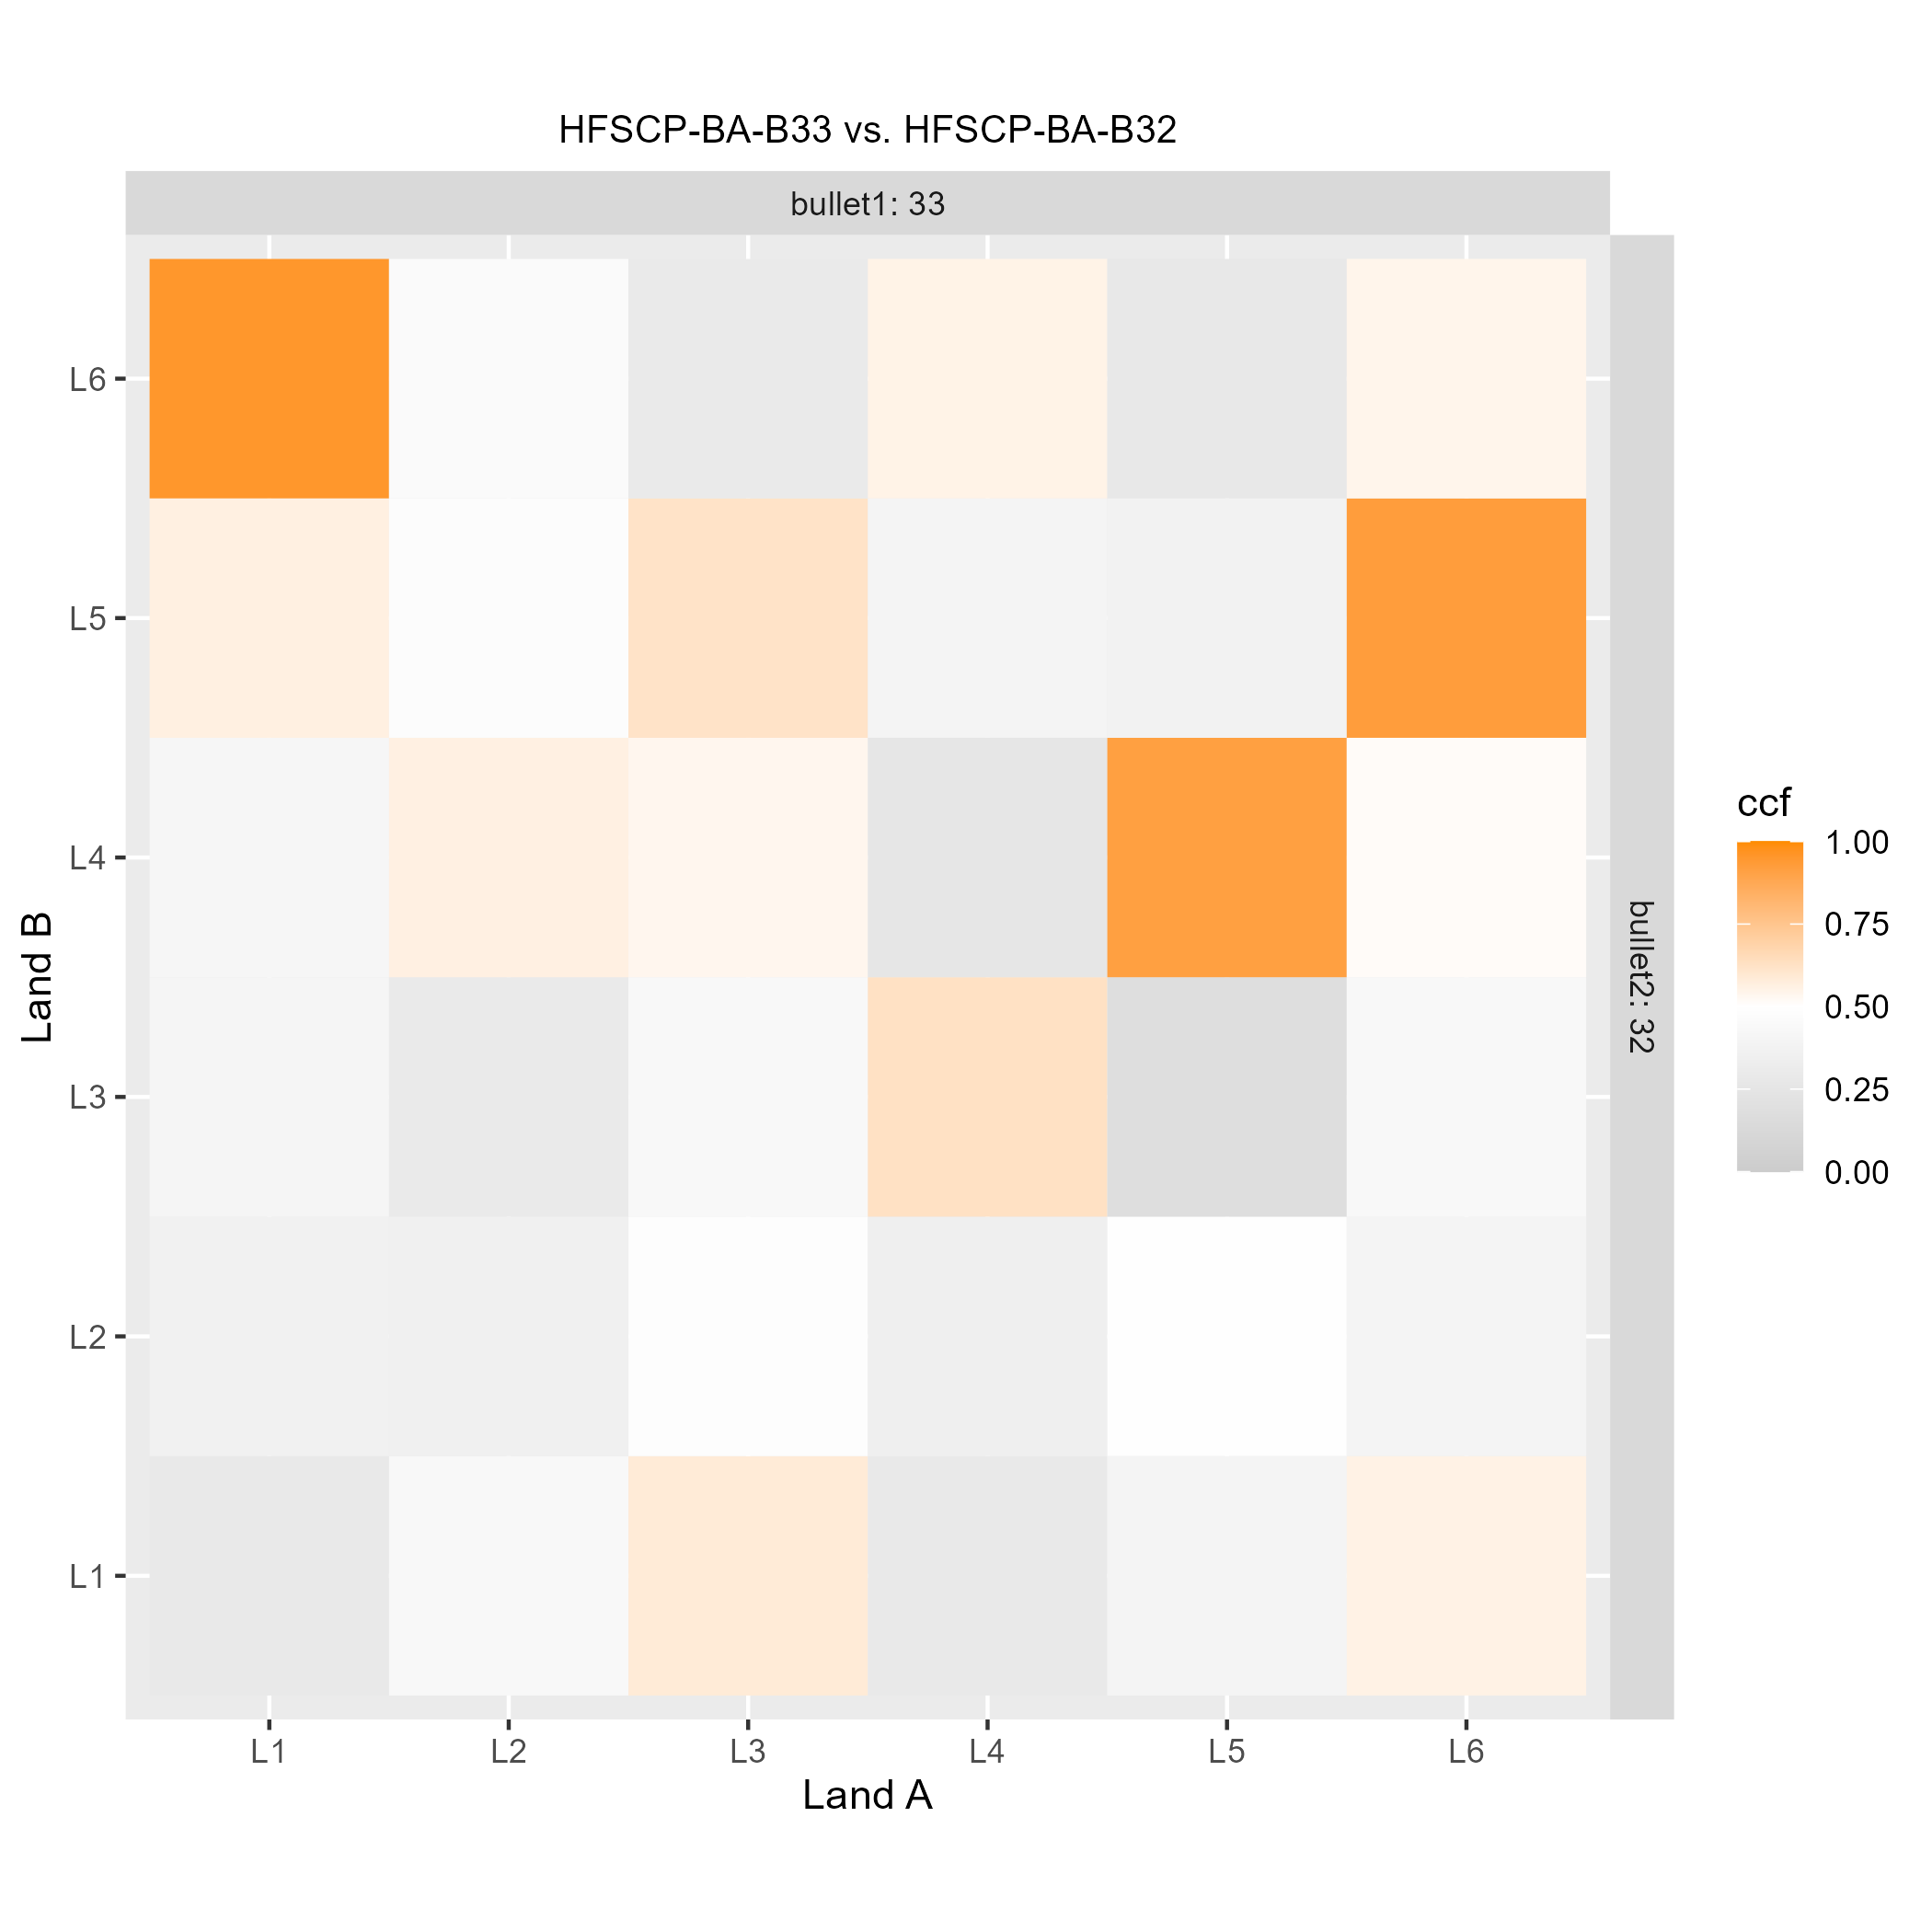 HFSCP-BA-B33 vs. HFSCP-BA-B32
bullet1: 33
L6
L5
L4
L3
L2
L1
Land B
bullet2: 32
ccf
1.00
0.75
0.50
0.25
0.00
L1 L2 L3 L4 L5 L6
Land A